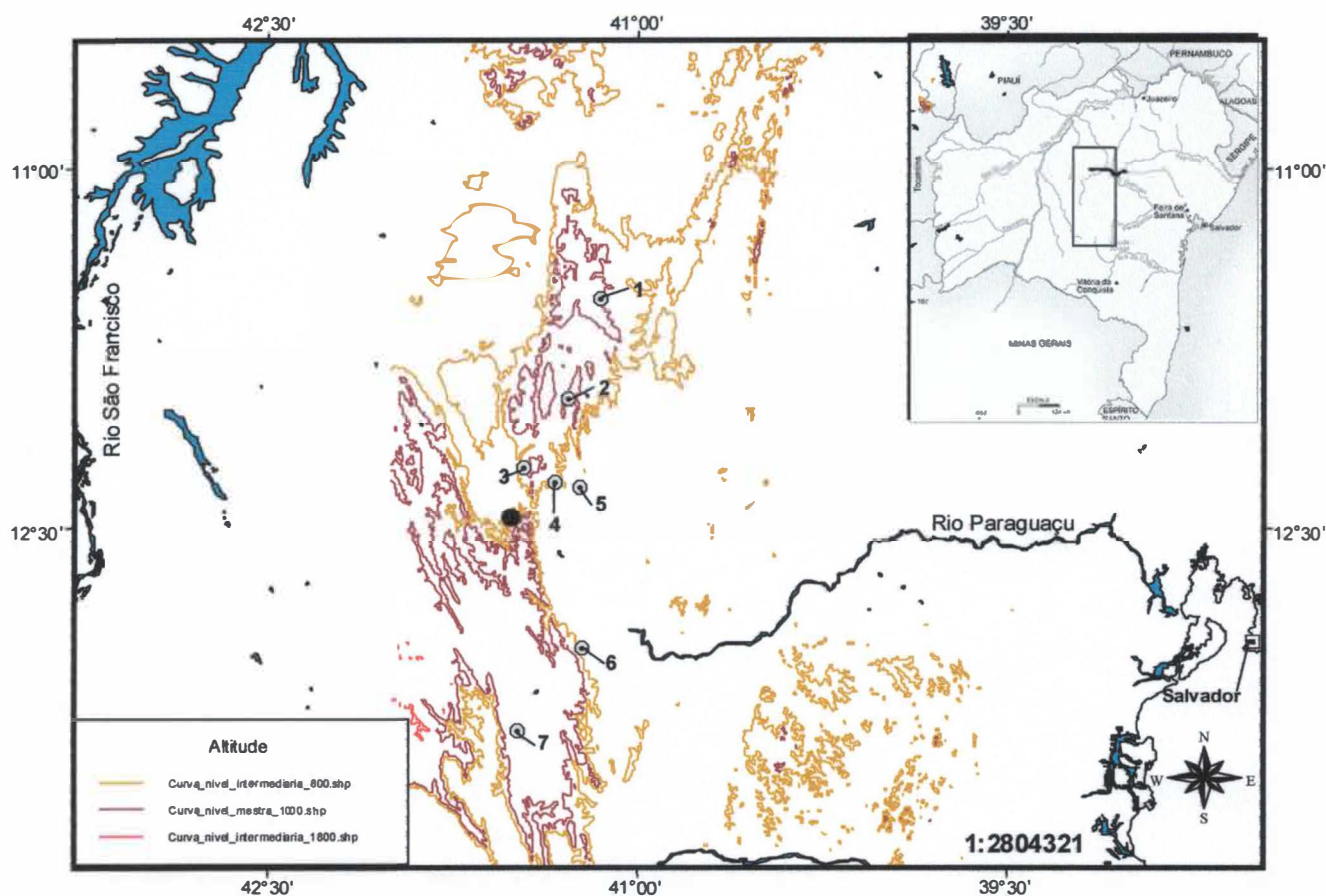 42°30' 41°00' 39°30'
11°00' 11°00'
12°30' 12°30'
PERNAMBUCO
PIAUÍ
Juazeiro
ALAGOAS
SERGIPE
Tocantins
Feira de
Santana
Salvador
Vitória da
Conquista
MINAS GERAIS
ESPÍRITO
SANTO
Rio São Francisco
1
2
3
4
5
6
7
Rio Paraguaçu
Salvador
N
W E
S
1:2804321
Altitude
Curva_nivel_intermediaria_800.shp
Curva_nivel_mestra_1000.shp
Curva_nivel_intermediaria_1800.shp
42°30' 41°00' 39°30'